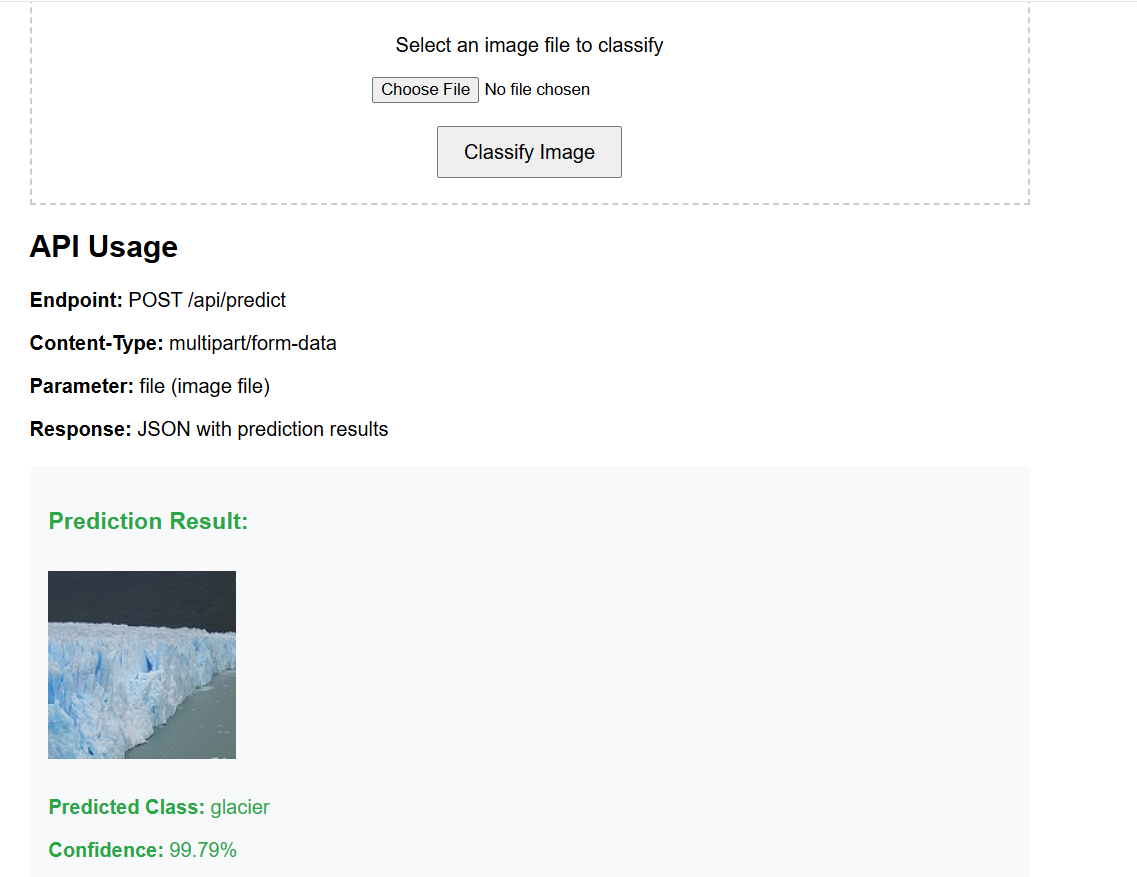 Select an image file to classify
Choose File No file chosen
Classify Image
API Usage
Endpoint: POST /api/predict
Content-Type: multipart/form-data
Parameter: file (image file)
Response: JSON with prediction results
Prediction Result:
Predicted Class: glacier
Confidence: 99.79%